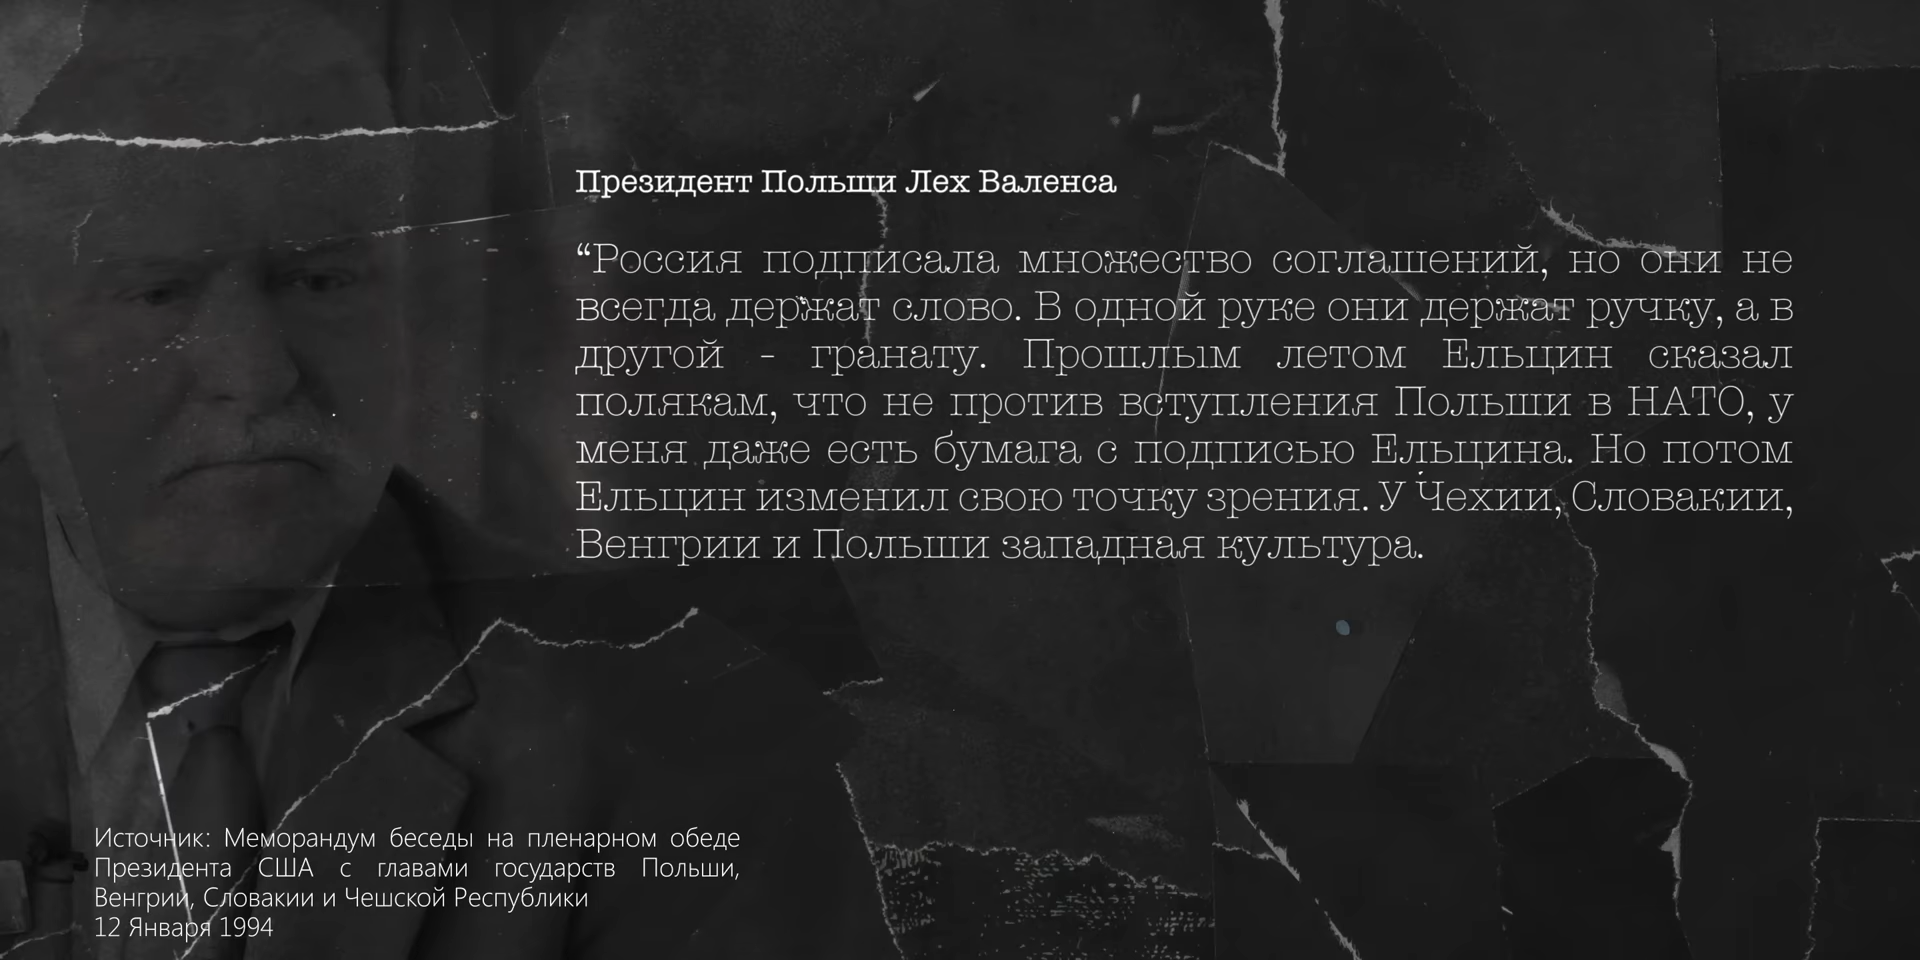 Президент Польши Лех Валенса
“Россия подписала множество соглашений, но они не
всегда держат слово. В одной руке они держат ручку, а в
другой - гранату. Прошлым летом Ельцин сказал
полякам, что не против вступления Польши в НАТО, у
меня даже есть бумага с подписью Ельцина. Но потом
Ельцин изменил свою точку зрения. У Чехии, Словакии,
Венгрии и Польши западная культура.
Источник: Меморандум беседы на пленарном обеде
Президента США с главами государств Польши,
Венгрии, Словакии и Чешской Республики
12 Января 1994